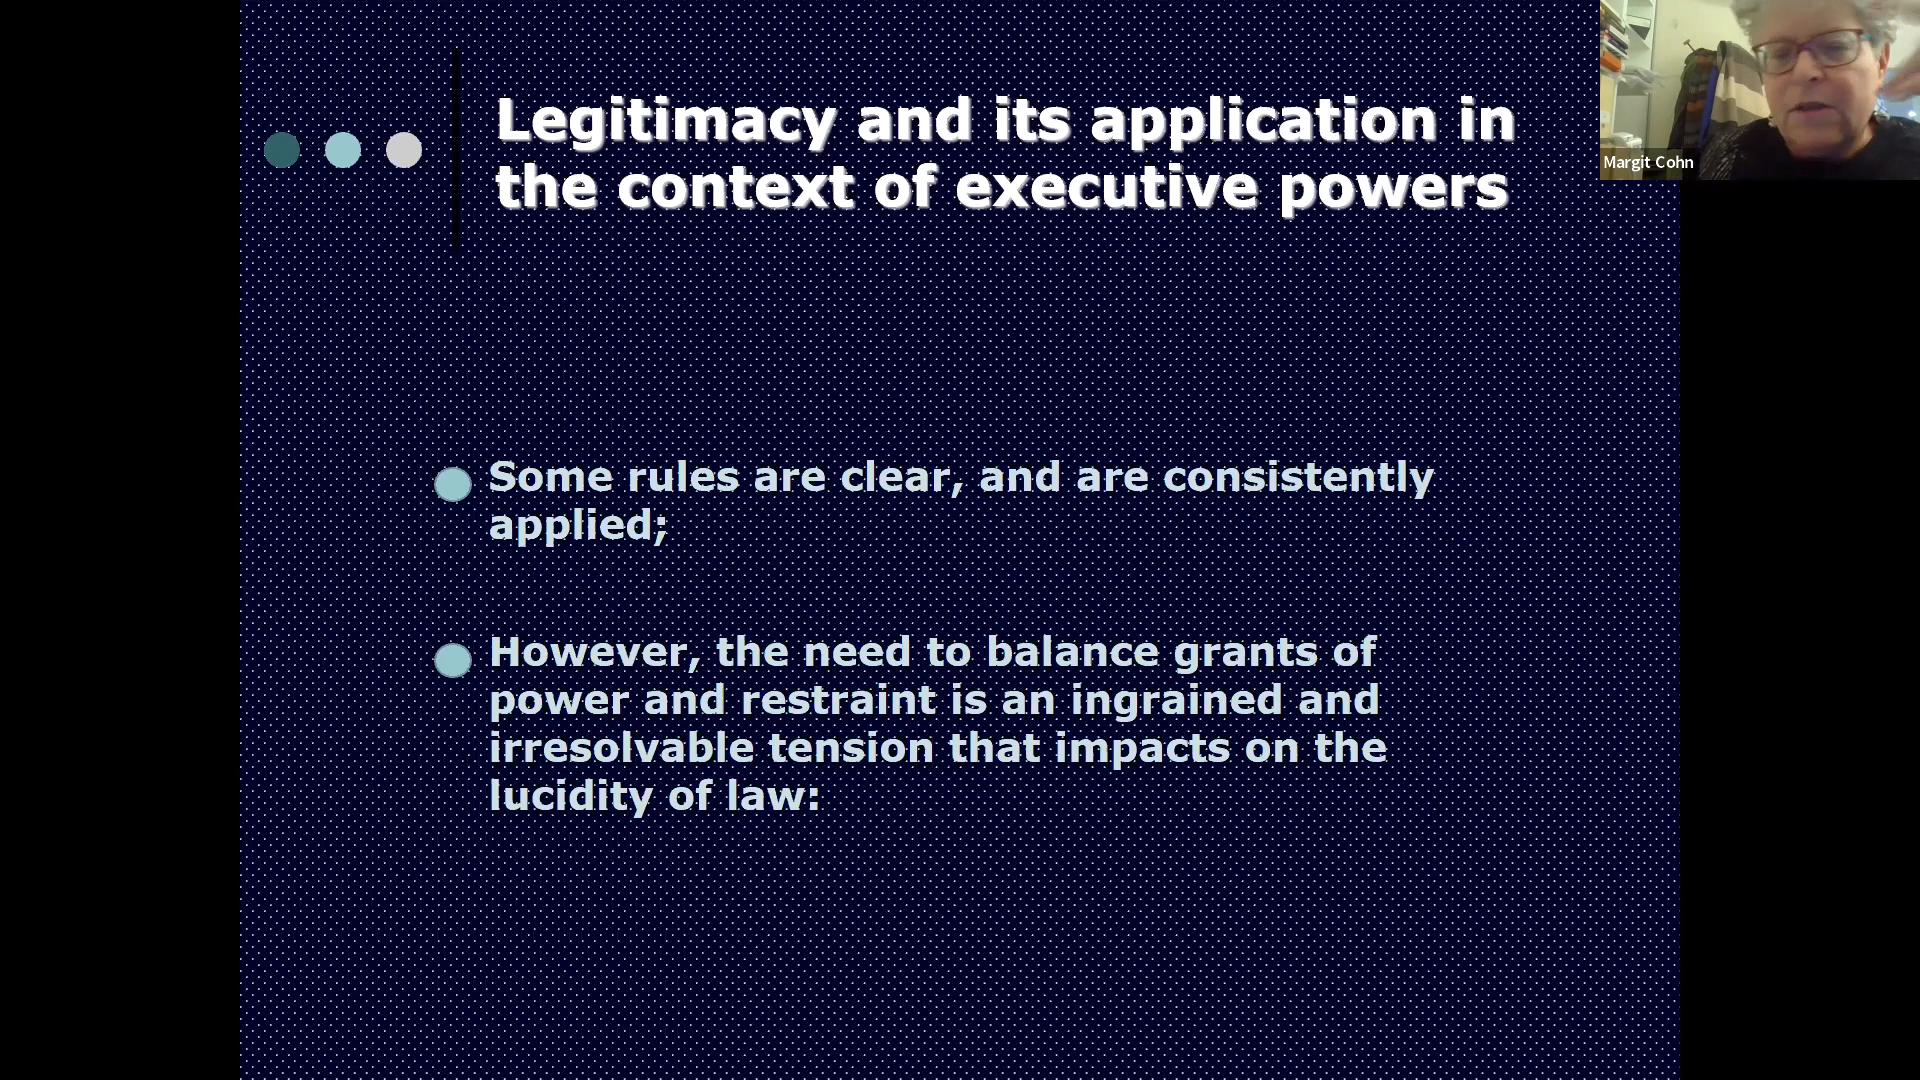 Legitimacy and its application in
the context of executive powers
Margit Cohn
Some rules are clear, and are consistently
applied;
However, the need to balance grants of
power and restraint is an ingrained and
irresolvable tension that impacts on the
lucidity of law: